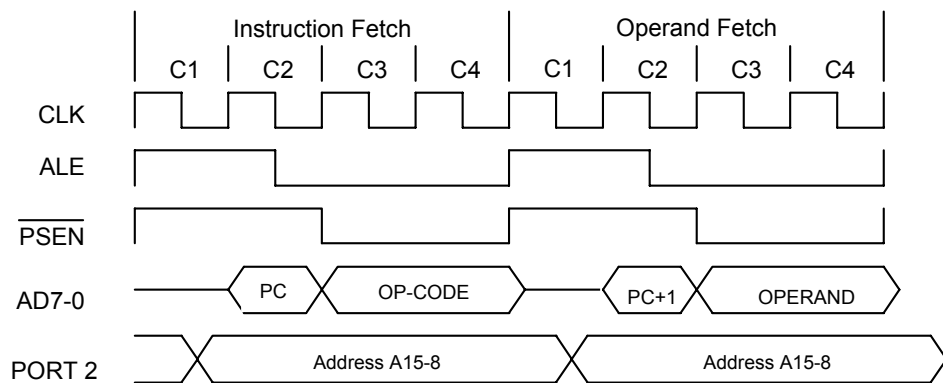 Instruction Fetch Operand Fetch
C1 C2 C3 C4 C1 C2 C3 C4
CLK
ALE
PSEN
AD7-0 PC OP-CODE PC+1 OPERAND
PORT 2 Address A15-8 Address A15-8